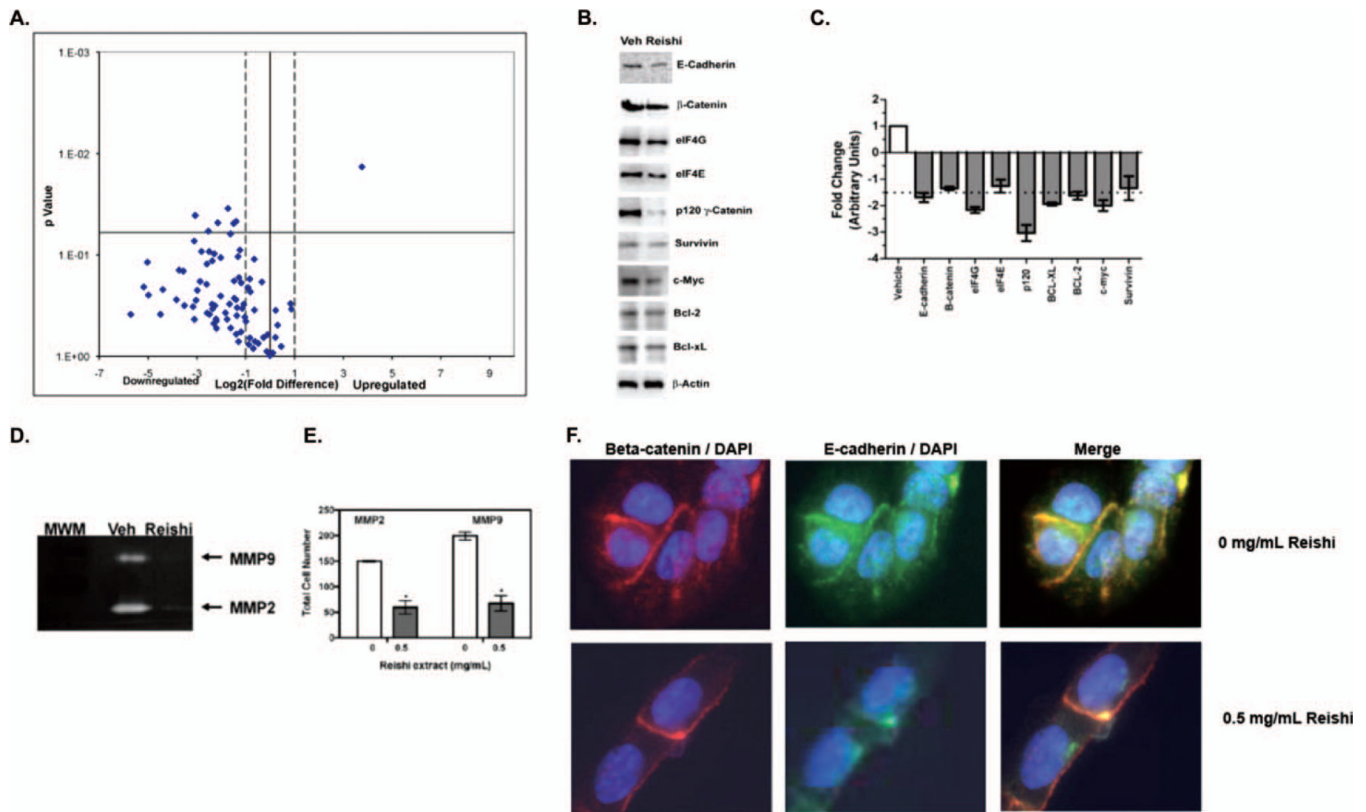 A.
1.E-03
1.E-02
1.E-01
1.E+00
p Value
-7 -5 -3 -1 1 3 5 7 9
Downregulated Log2(Fold Difference) Upregulated
B.
Veh Reishi
E-Cadherin
β-Catenin
eIF4G
eIF4E
p120 γ-Catenin
Survivin
c-Myc
Bcl-2
Bcl-xL
β-Actin
C.
Fold Change
(Arbitrary Units)
2
1
0
-1
-2
-3
-4
Vehicle
E-cadherin
B-catenin
eIF4G
eIF4E
p120
BCL-XL
BCL-2
c-myc
Survivin
D.
MWM Veh Reishi
MMP9
MMP2
E.
MMP2 MMP9
Total Cell Number
250
200
150
100
50
0
0 0.5 0 0.5
Reishi extract (mg/mL)
* *
F.
Beta-catenin / DAPI E-cadherin / DAPI Merge
0 mg/mL Reishi
0.5 mg/mL Reishi